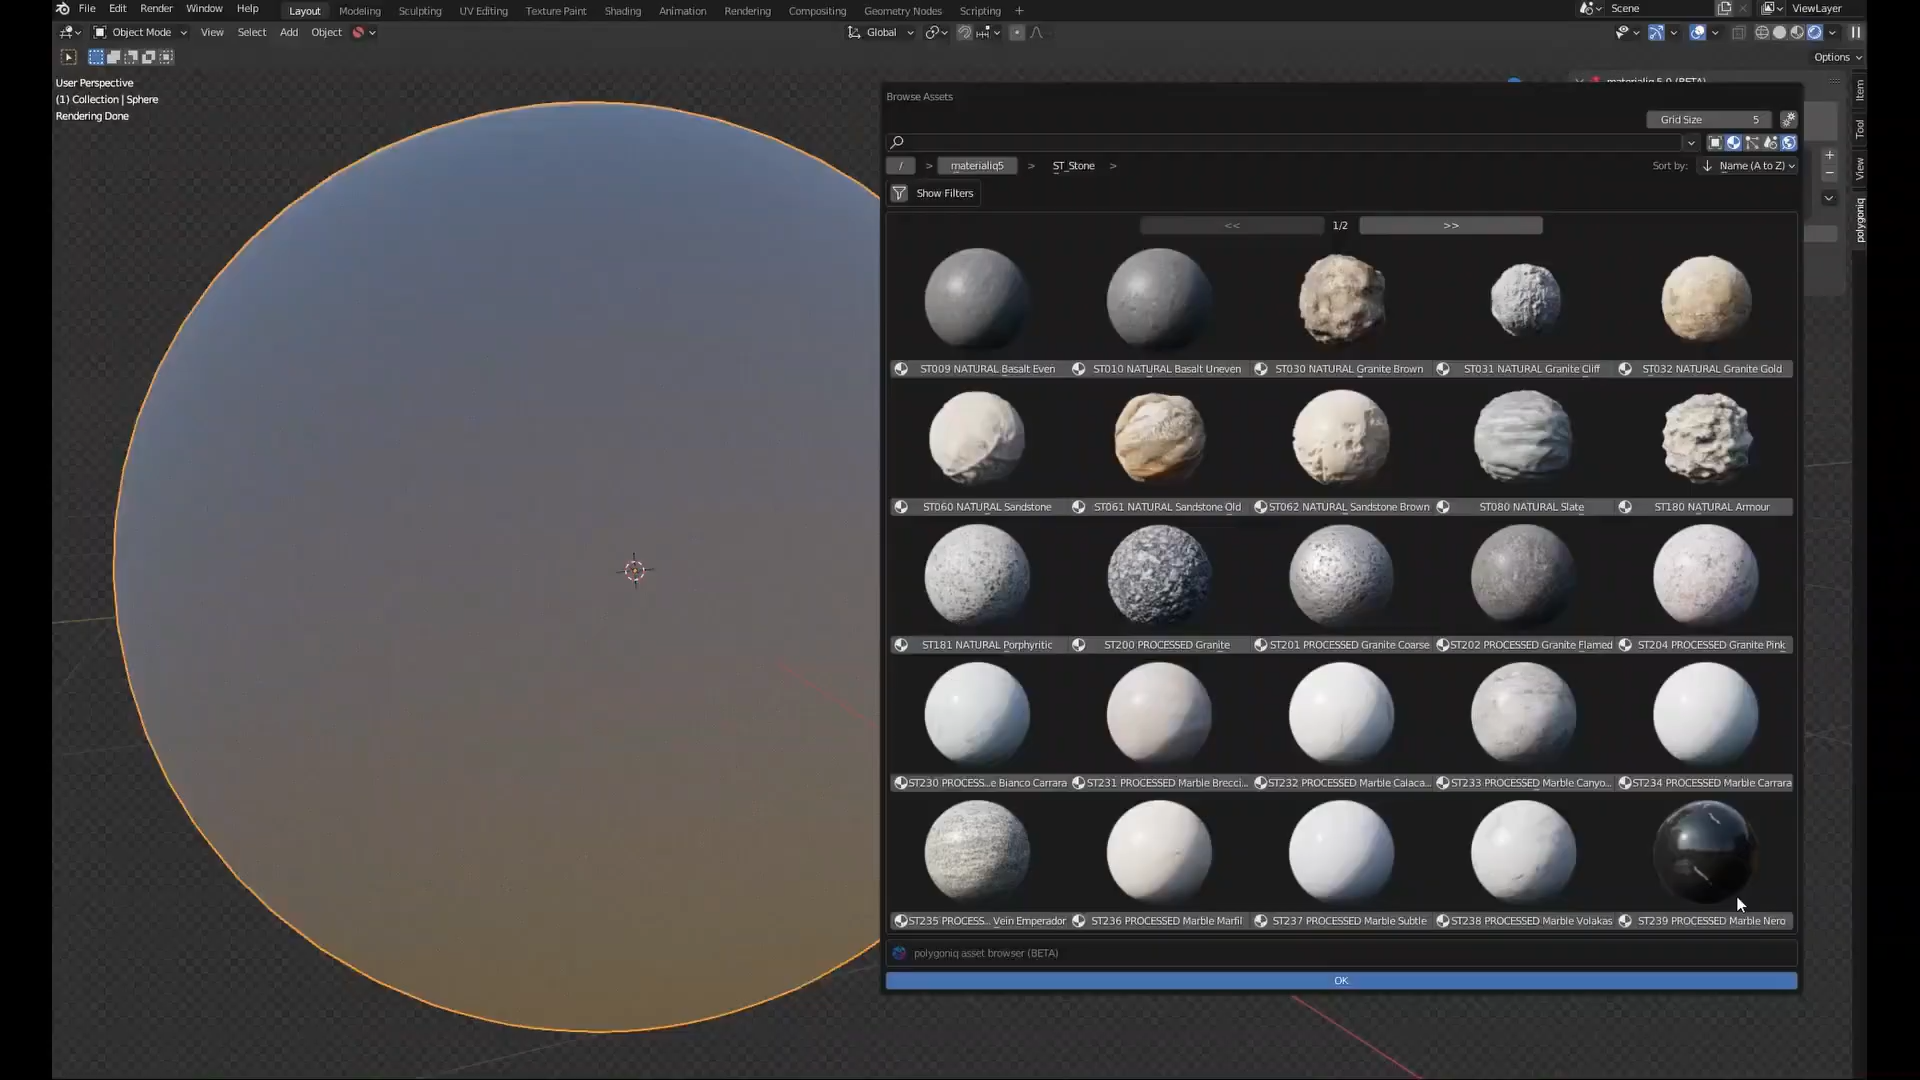 File Edit Render Window Help Layout Modeling Sculpting UV Editing Texture Paint Shading Animation Rendering Compositing Geometry Nodes Scripting + Scene ViewLayer
Object Mode View Select Add Object Global
Options
User Perspective
(1) Collection | Sphere
Rendering Done
materialiq 5.0 (BETA)
Item
Tool
View
polygoniq
Browse Assets
Grid Size 5
/ > materialiq5 > ST_Stone > Sort by: Name (A to Z)
Show Filters
<< 1/2 >>
ST009 NATURAL Basalt Even ST010 NATURAL Basalt Uneven ST030 NATURAL Granite Brown ST031 NATURAL Granite Cliff ST032 NATURAL Granite Gold
ST060 NATURAL Sandstone ST061 NATURAL Sandstone Old ST062 NATURAL Sandstone Brown ST080 NATURAL Slate ST180 NATURAL Armour
ST181 NATURAL Porphyritic ST200 PROCESSED Granite ST201 PROCESSED Granite Coarse ST202 PROCESSED Granite Flamed ST204 PROCESSED Granite Pink
ST230 PROCESS...e Bianco Carrara ST231 PROCESSED Marble Brecci... ST232 PROCESSED Marble Calaca... ST233 PROCESSED Marble Canyo... ST234 PROCESSED Marble Carrara
ST235 PROCESS... Vein Emperador ST236 PROCESSED Marble Marfil ST237 PROCESSED Marble Subtle ST238 PROCESSED Marble Volakas ST239 PROCESSED Marble Nero
polygoniq asset browser (BETA)
OK